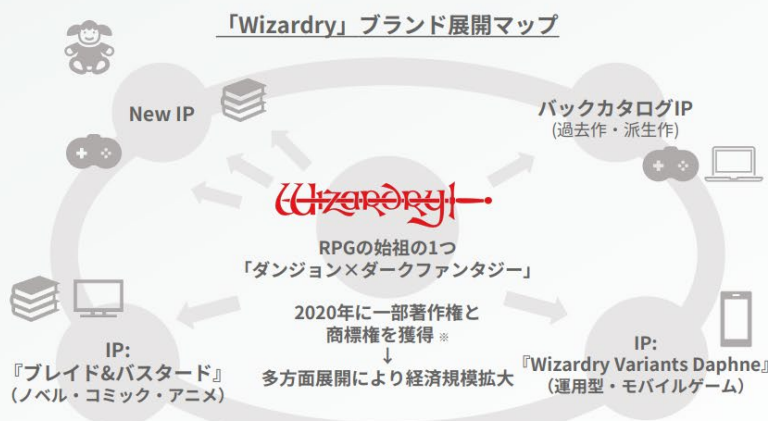 「Wizardry」ブランド展開マップ
New IP
バックカタログIP
(過去作・派生作)
Wizardry
RPGの始祖の1つ
「ダンジョン×ダークファンタジー」
2020年に一部著作権と
商標権を獲得 ※
↓
多方面展開により経済規模拡大
IP:
『ブレイド&バスタード』
(ノベル・コミック・アニメ)
IP:
『Wizardry Variants Daphne』
(運用型・モバイルゲーム)